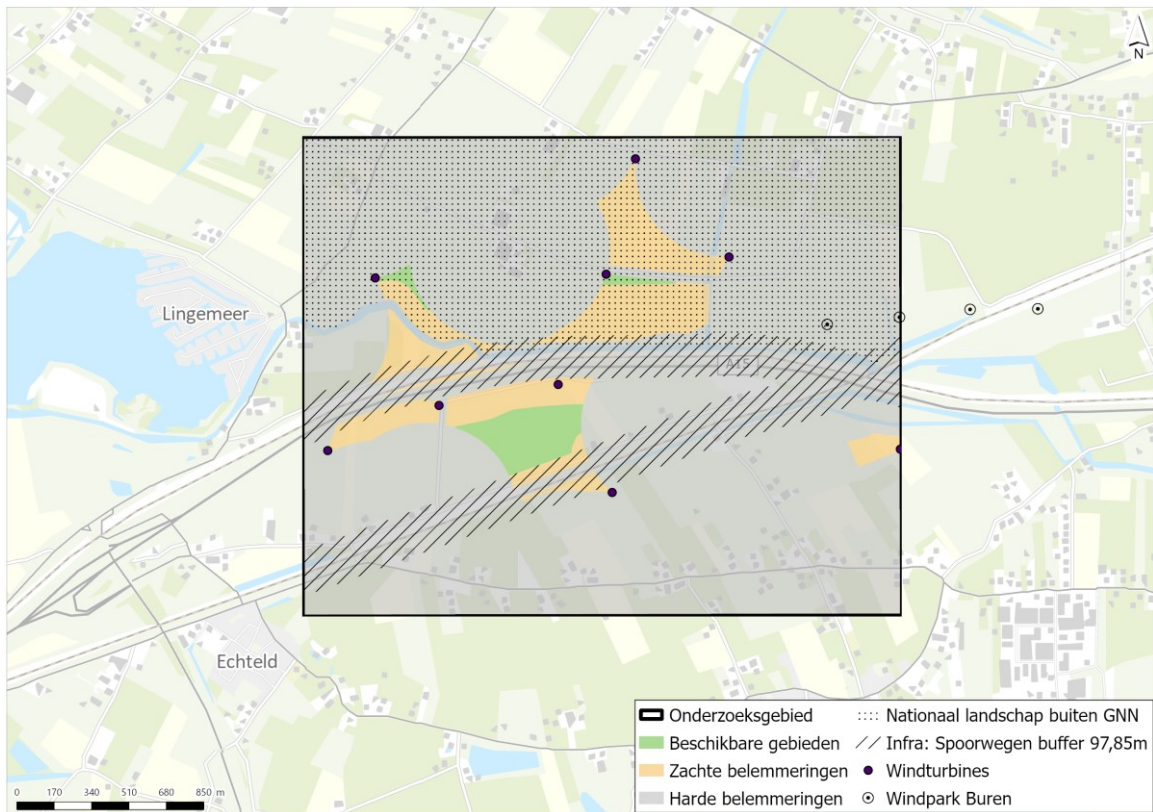 N
Lingemeer
A15
Echteld
Onderzoeksgebied
Beschikbare gebieden
Zachte belemmeringen
Harde belemmeringen
Nationaal landschap buiten GNN
Infra: Spoorwegen buffer 97,85m
Windturbines
Windpark Buren
0 170 340 510 680 850 m